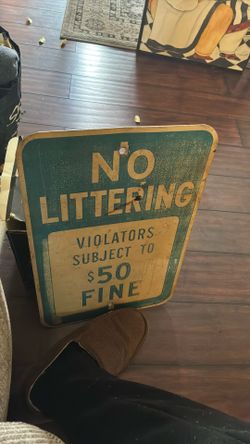 NO
LITTERING
VIOLATORS
SUBJECT TO
$50
FINE